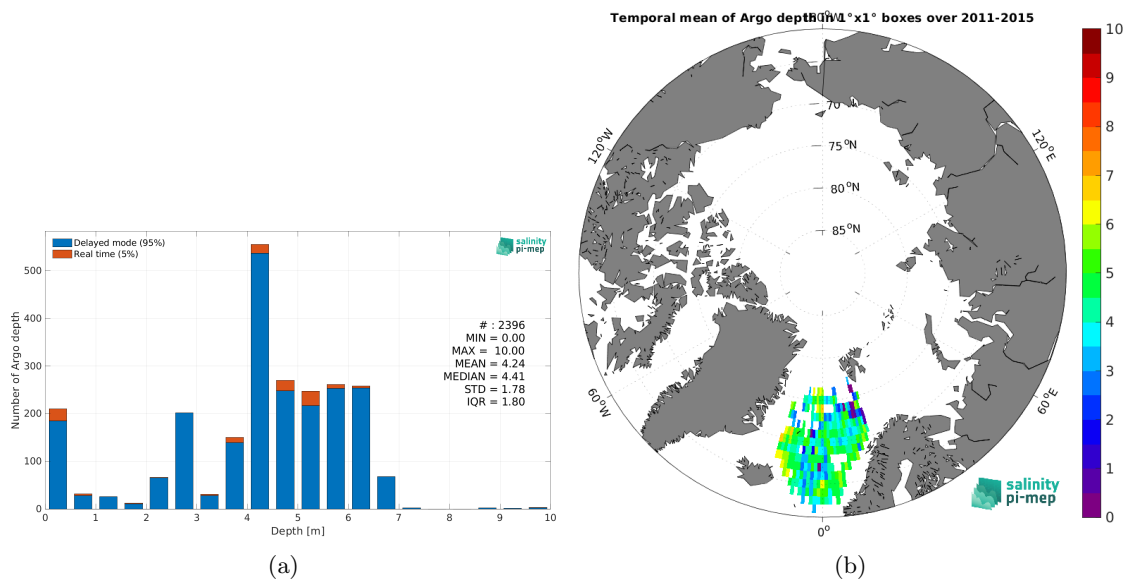 Temporal mean of Argo depth in 1°x1° boxes over 2011-2015
70°N
75°N
80°N
85°N
120°W
120°E
60°W
60°E
0°
10
9
8
7
6
5
4
3
2
1
0
salinity
pi-mep
Delayed mode (95%)
Real time (5%)
salinity
pi-mep
Number of Argo depth
500
400
300
200
100
0
# : 2396
MIN = 0.00
MAX = 10.00
MEAN = 4.24
MEDIAN = 4.41
STD = 1.78
IQR = 1.80
0 1 2 3 4 5 6 7 8 9 10
Depth [m]
(a)
(b)